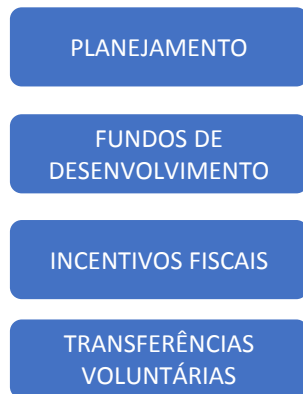 PLANEJAMENTO
FUNDOS DE
DESENVOLVIMENTO
INCENTIVOS FISCAIS
TRANSFERÊNCIAS
VOLUNTÁRIAS